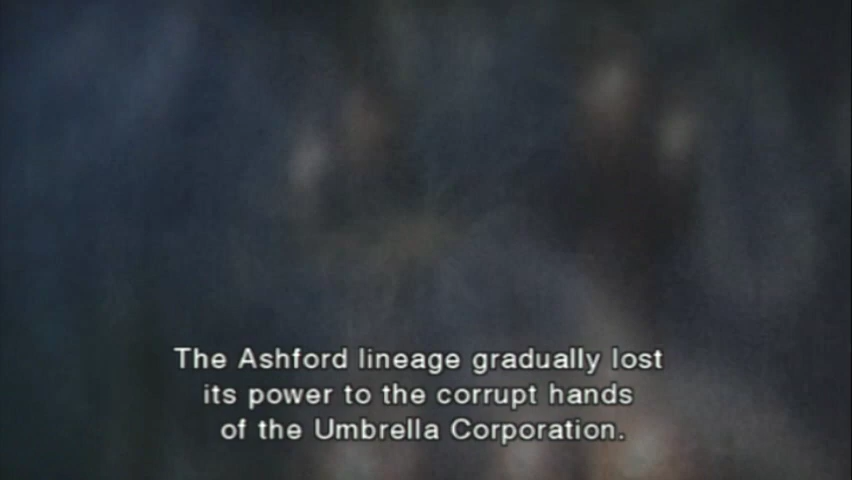 The Ashford lineage gradually lost
its power to the corrupt hands
of the Umbrella Corporation.